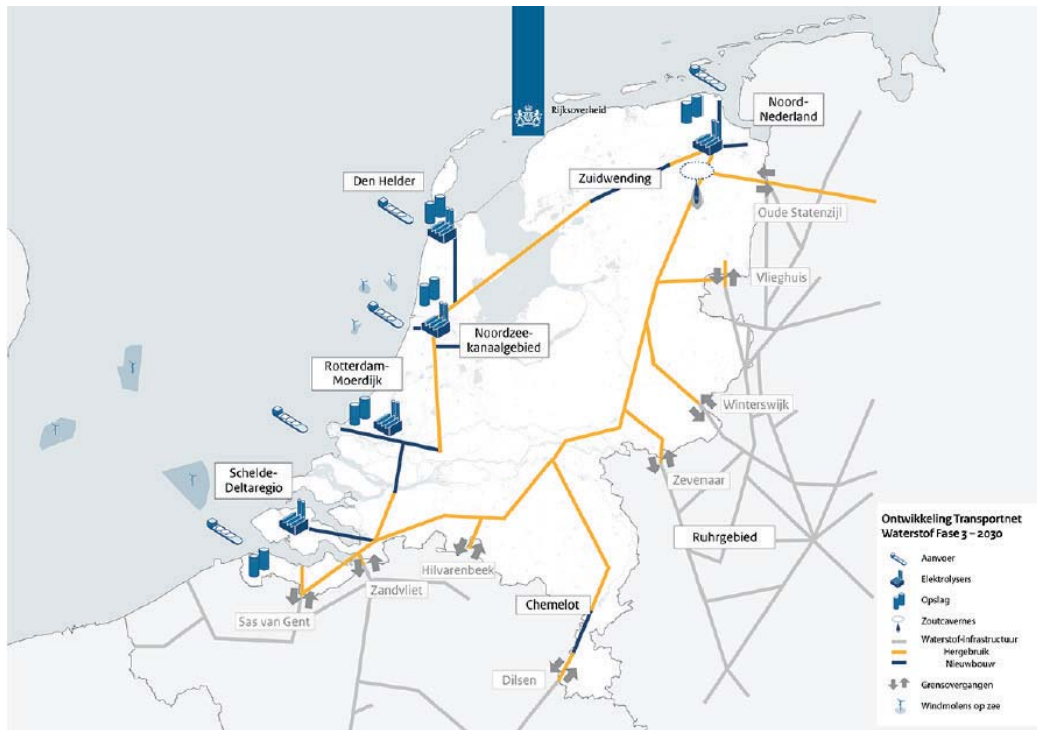 Rijksoverheid
Noord-
Nederland
Den Helder
Zuidwending
Oude Statenzijl
Vlieghuis
Noordzee-
kanaalgebied
Rotterdam-
Moerdijk
Winterswijk
Zevenaar
Schelde-
Deltaregio
Ruhrgebied
Hilvarenbeek
Zandvliet
Sas van Gent
Chemelot
Dilsen
Ontwikkeling Transportnet
Waterstof Fase 3 – 2030
Aanvoer
Elektrolysers
Opslag
Zoutcavernes
Waterstof-infrastructuur
Hergebruik
Nieuwbouw
Grensovergangen
Windmolens op zee